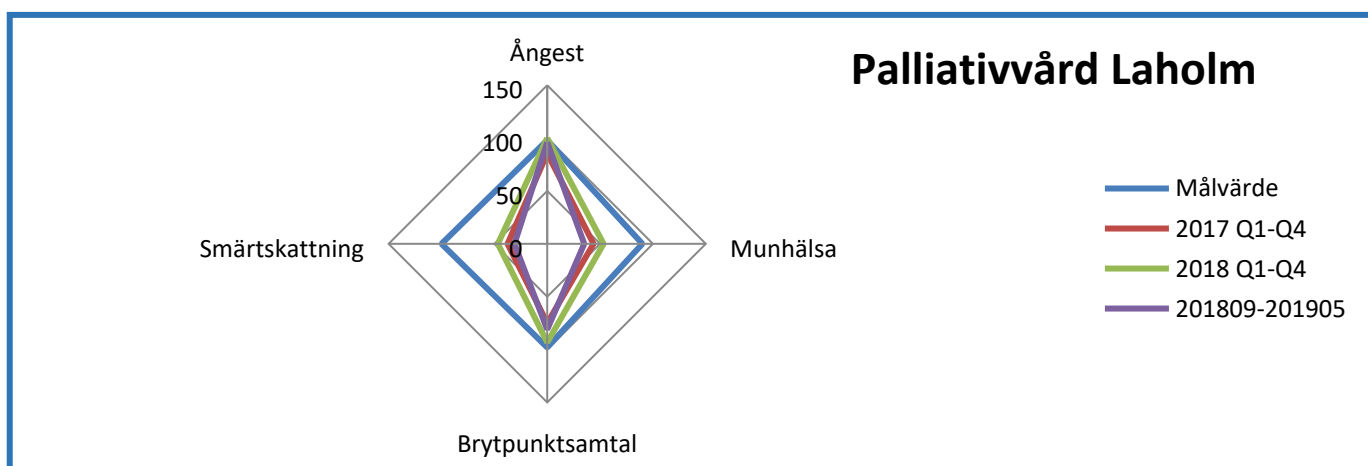 Palliativvård Laholm
Ångest
150
100
50
0
Smärtskattning
Munhälsa
Brytpunktsamtal
Målvärde
2017 Q1-Q4
2018 Q1-Q4
201809-201905